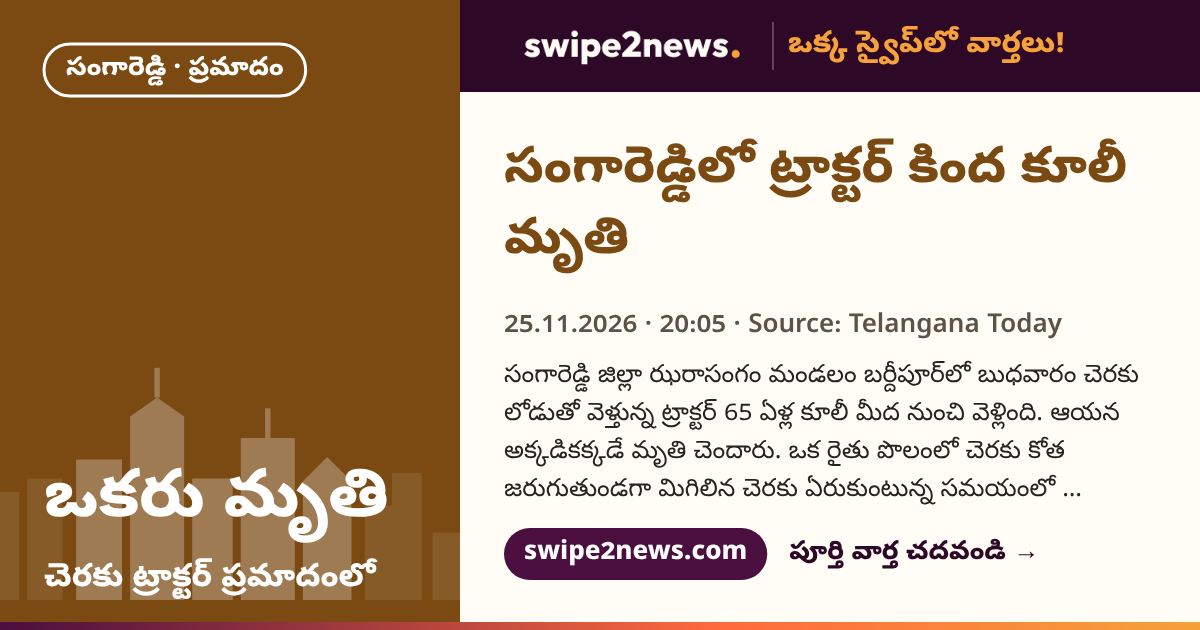 సంగారెడ్డి · ప్రమాదం
ఒకరు మృతి
చెరకు ట్రాక్టర్ ప్రమాదంలో
swipe2news.
ఒక్క స్వైప్‌లో వార్తలు!
సంగారెడ్డిలో ట్రాక్టర్ కింద కూలీ
మృతి
25.11.2026 · 20:05 · Source: Telangana Today
సంగారెడ్డి జిల్లా ఝరాసంగం మండలం బర్దీపూర్‌లో బుధవారం చెరకు
లోడుతో వెళ్తున్న ట్రాక్టర్ 65 ఏళ్ల కూలీ మీద నుంచి వెళ్లింది. ఆయన
అక్కడికక్కడే మృతి చెందారు. ఒక రైతు పొలంలో చెరకు కోత
జరుగుతుండగా మిగిలిన చెరకు ఏరుకుంటున్న సమయంలో ...
swipe2news.com
పూర్తి వార్త చదవండి →